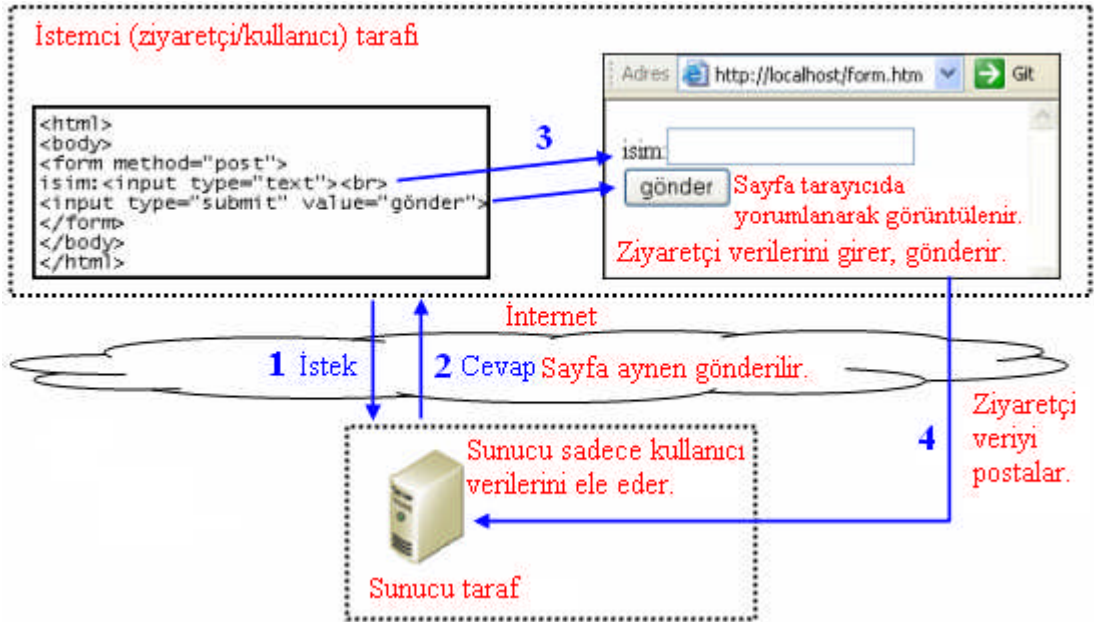 İstemci (ziyaretçi/kullanıcı) tarafı
<html>
<body>
<form method="post">
isim:<input type="text"><br>
<input type="submit" value="gönder">
</form>
</body>
</html>
3
Adres http://localhost/form.htm Git
isim:
gönder
Sayfa tarayıcıda
yorumlanarak görüntülenir.
Ziyaretçi verilerini girer, gönderir.
İnternet
1 İstek
2 Cevap Sayfa aynen gönderilir.
4
Ziyaretçi
veriyi
postalar.
Sunucu sadece kullanıcı
verilerini ele eder.
Sunucu taraf